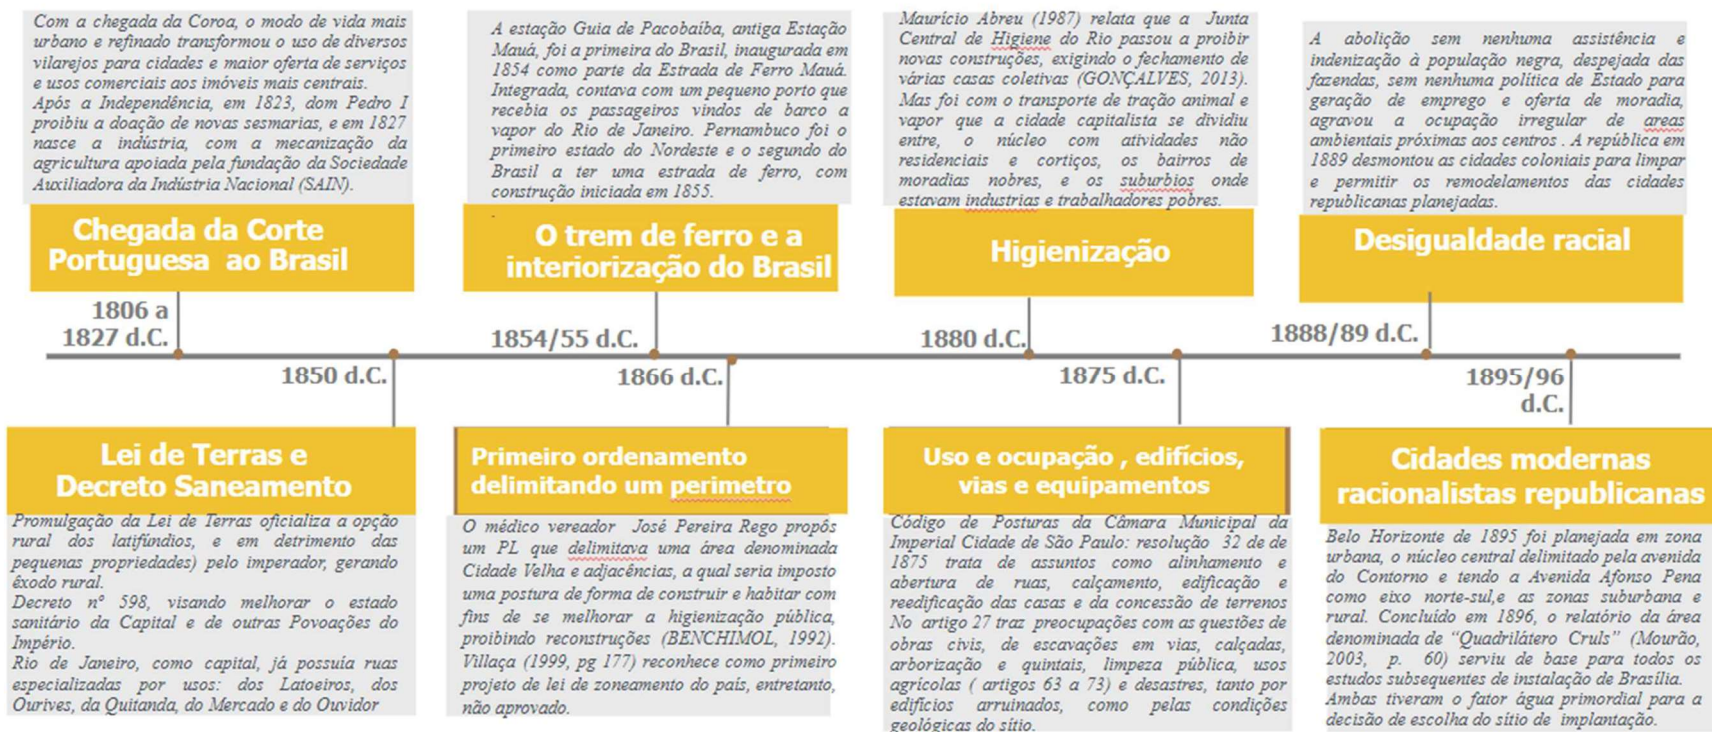 Com a chegada da Coroa, o modo de vida mais
urbano e refinado transformou o uso de diversos
vilarejos para cidades e maior oferta de serviços
e usos comerciais aos imóveis mais centrais.
Após a Independência, em 1823, dom Pedro I
proibiu a doação de novas sesmarias, e em 1827
nasce a indústria, com a mecanização da
agricultura apoiada pela fundação da Sociedade
Auxiliadora da Indústria Nacional (SAIN).
Chegada da Corte
Portuguesa ao Brasil
1806 a
1827 d.C.
A estação Guia de Pacobaíba, antiga Estação
Mauá, foi a primeira do Brasil, inaugurada em
1854 como parte da Estrada de Ferro Mauá.
Integrada, contava com um pequeno porto que
recebia os passageiros vindos de barco a
vapor do Rio de Janeiro. Pernambuco foi o
primeiro estado do Nordeste e o segundo do
Brasil a ter uma estrada de ferro, com
construção iniciada em 1855.
.
O trem de ferro e a
interiorização do Brasil
1854/55 d.C.
Maurício Abreu (1987) relata que a Junta
Central de Higiene do Rio passou a proibir
novas construções, exigindo o fechamento de
várias casas coletivas (GONÇALVES, 2013).
Mas foi com o transporte de tração animal e
vapor que a cidade capitalista se dividiu
entre, o núcleo com atividades não
residenciais e cortiços, os bairros de
moradias nobres, e os suburbios onde
estavam industrias e trabalhadores pobres.
Higienização
1880 d.C.
A abolição sem nenhuma assistência e
indenização à população negra, despejada das
fazendas, sem nenhuma política de Estado para
geração de emprego e oferta de moradia,
agravou a ocupação irregular de areas
ambientais próximas aos centros . A república em
1889 desmontou as cidades coloniais para limpar
e permitir os remodelamentos das cidades
republicanas planejadas.
Desigualdade racial
1888/89 d.C.
1850 d.C.
Lei de Terras e
Decreto Saneamento
Promulgação da Lei de Terras oficializa a opção
rural dos latifúndios, e em detrimento das
pequenas propriedades) pelo imperador, gerando
êxodo rural.
Decreto nº 598, visando melhorar o estado
sanitário da Capital e de outras Povoações do
Império.
Rio de Janeiro, como capital, já possuía ruas
especializadas por usos: dos Latoeiros, dos
Ourives, da Quitanda, do Mercado e do Ouvidor
1866 d.C.
Primeiro ordenamento
delimitando um perimetro
O médico vereador José Pereira Rego propôs
um PL que delimitava uma área denominada
Cidade Velha e adjacências, a qual seria imposto
uma postura de forma de construir e habitar com
fins de se melhorar a higienização pública,
proibindo reconstruções (BENCHIMOL, 1992).
Villaça (1999, pg 177) reconhece como primeiro
projeto de lei de zoneamento do país, entretanto,
não aprovado.
1875 d.C.
Uso e ocupação , edifícios,
vias e equipamentos
Código de Posturas da Câmara Municipal da
Imperial Cidade de São Paulo: resolução 32 de de
1875 trata de assuntos como alinhamento e
abertura de ruas, calçamento, edificação e
reedificação das casas e da concessão de terrenos
No artigo 27 traz preocupações com as questões de
obras civis, de escavações em vias, calçadas,
arborização e quintais, limpeza pública, usos
agrícolas ( artigos 63 a 73) e desastres, tanto por
edifícios arruinados, como pelas condições
geológicas do sítio.
1895/96
d.C.
Cidades modernas
racionalistas republicanas
Belo Horizonte de 1895 foi planejada em zona
urbana, o núcleo central delimitado pela avenida
do Contorno e tendo a Avenida Afonso Pena
como eixo norte-sul,e as zonas suburbana e
rural. Concluído em 1896, o relatório da área
denominada de “Quadrilátero Cruls” (Mourão,
2003, p. 60) serviu de base para todos os
estudos subsequentes de instalação de Brasília.
Ambas tiveram o fator água primordial para a
decisão de escolha do sítio de implantação.